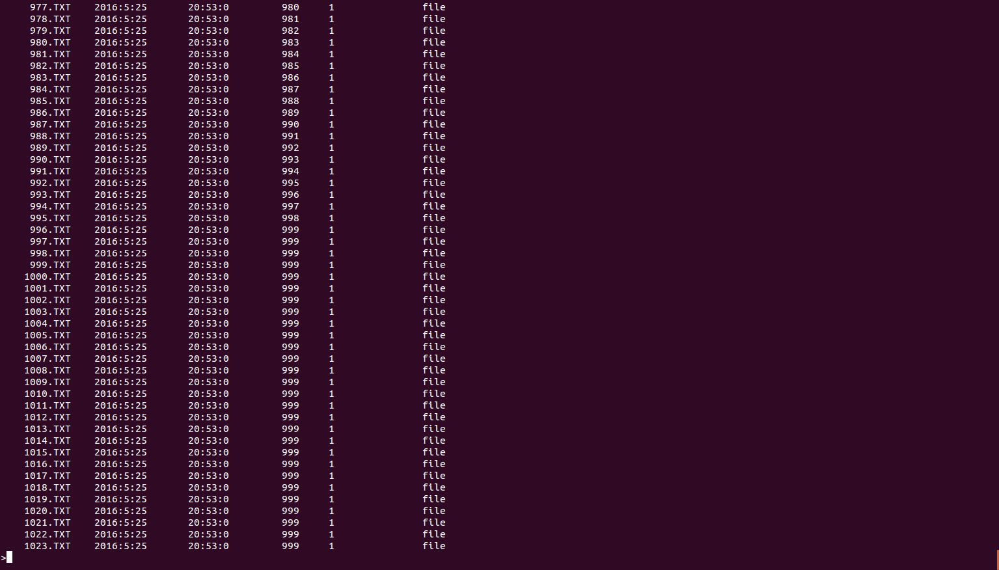 977.TXT 2016:5:25 20:53:0 980 1 file
978.TXT 2016:5:25 20:53:0 981 1 file
979.TXT 2016:5:25 20:53:0 982 1 file
980.TXT 2016:5:25 20:53:0 983 1 file
981.TXT 2016:5:25 20:53:0 984 1 file
982.TXT 2016:5:25 20:53:0 985 1 file
983.TXT 2016:5:25 20:53:0 986 1 file
984.TXT 2016:5:25 20:53:0 987 1 file
985.TXT 2016:5:25 20:53:0 988 1 file
986.TXT 2016:5:25 20:53:0 989 1 file
987.TXT 2016:5:25 20:53:0 990 1 file
988.TXT 2016:5:25 20:53:0 991 1 file
989.TXT 2016:5:25 20:53:0 992 1 file
990.TXT 2016:5:25 20:53:0 993 1 file
991.TXT 2016:5:25 20:53:0 994 1 file
992.TXT 2016:5:25 20:53:0 995 1 file
993.TXT 2016:5:25 20:53:0 996 1 file
994.TXT 2016:5:25 20:53:0 997 1 file
995.TXT 2016:5:25 20:53:0 998 1 file
996.TXT 2016:5:25 20:53:0 999 1 file
997.TXT 2016:5:25 20:53:0 999 1 file
998.TXT 2016:5:25 20:53:0 999 1 file
999.TXT 2016:5:25 20:53:0 999 1 file
1000.TXT 2016:5:25 20:53:0 999 1 file
1001.TXT 2016:5:25 20:53:0 999 1 file
1002.TXT 2016:5:25 20:53:0 999 1 file
1003.TXT 2016:5:25 20:53:0 999 1 file
1004.TXT 2016:5:25 20:53:0 999 1 file
1005.TXT 2016:5:25 20:53:0 999 1 file
1006.TXT 2016:5:25 20:53:0 999 1 file
1007.TXT 2016:5:25 20:53:0 999 1 file
1008.TXT 2016:5:25 20:53:0 999 1 file
1009.TXT 2016:5:25 20:53:0 999 1 file
1010.TXT 2016:5:25 20:53:0 999 1 file
1011.TXT 2016:5:25 20:53:0 999 1 file
1012.TXT 2016:5:25 20:53:0 999 1 file
1013.TXT 2016:5:25 20:53:0 999 1 file
1014.TXT 2016:5:25 20:53:0 999 1 file
1015.TXT 2016:5:25 20:53:0 999 1 file
1016.TXT 2016:5:25 20:53:0 999 1 file
1017.TXT 2016:5:25 20:53:0 999 1 file
1018.TXT 2016:5:25 20:53:0 999 1 file
1019.TXT 2016:5:25 20:53:0 999 1 file
1020.TXT 2016:5:25 20:53:0 999 1 file
1021.TXT 2016:5:25 20:53:0 999 1 file
1022.TXT 2016:5:25 20:53:0 999 1 file
1023.TXT 2016:5:25 20:53:0 999 1 file
>